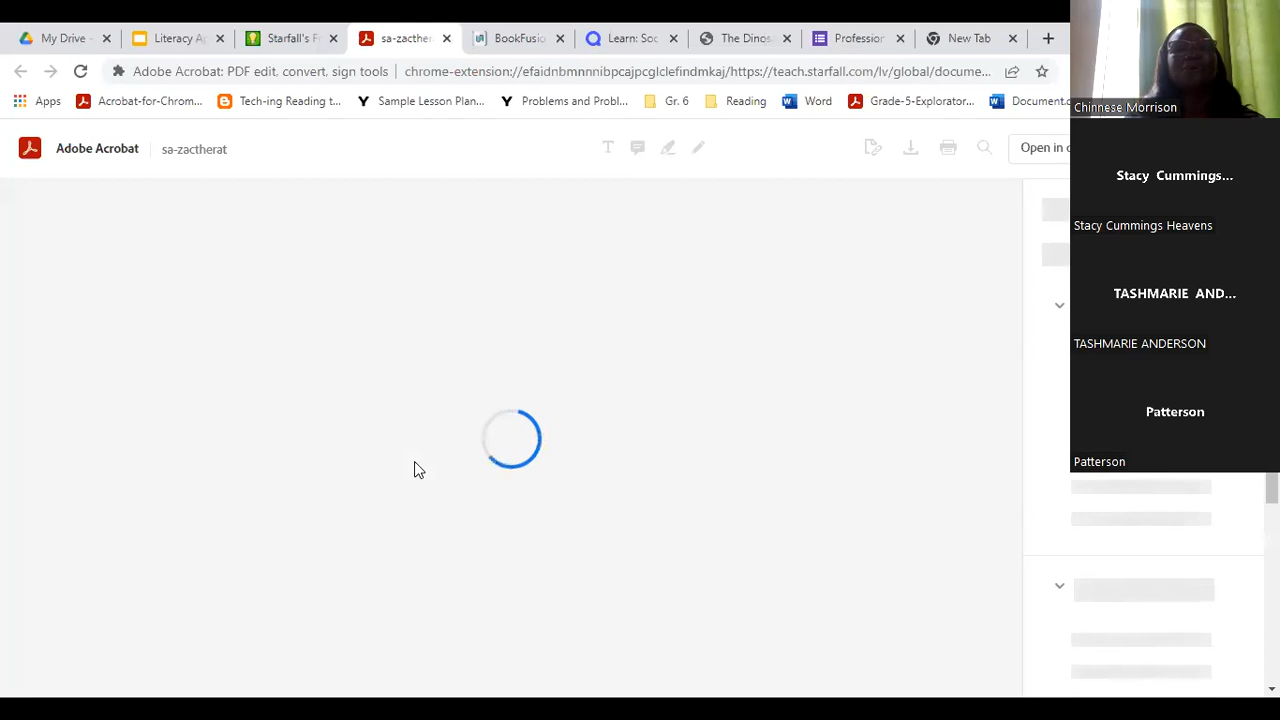 My Drive -
Literacy Ap
Starfall's F
sa-zacther
BookFusio
Learn: Soc
The Dinos
Profession
New Tab
Adobe Acrobat: PDF edit, convert, sign tools
chrome-extension://efaidnbmnnnibpcajpcglclefindmkaj/https://teach.starfall.com/lv/global/docume...
Apps
Acrobat-for-Chrom...
Tech-ing Reading t...
Sample Lesson Plan...
Problems and Probl...
Gr. 6
Reading
Word
Grade-5-Explorator...
Document.d
Adobe Acrobat
sa-zactherat
Open in
Chinnese Morrison
Stacy Cummings...
Stacy Cummings Heavens
TASHMARIE AND...
TASHMARIE ANDERSON
Patterson
Patterson